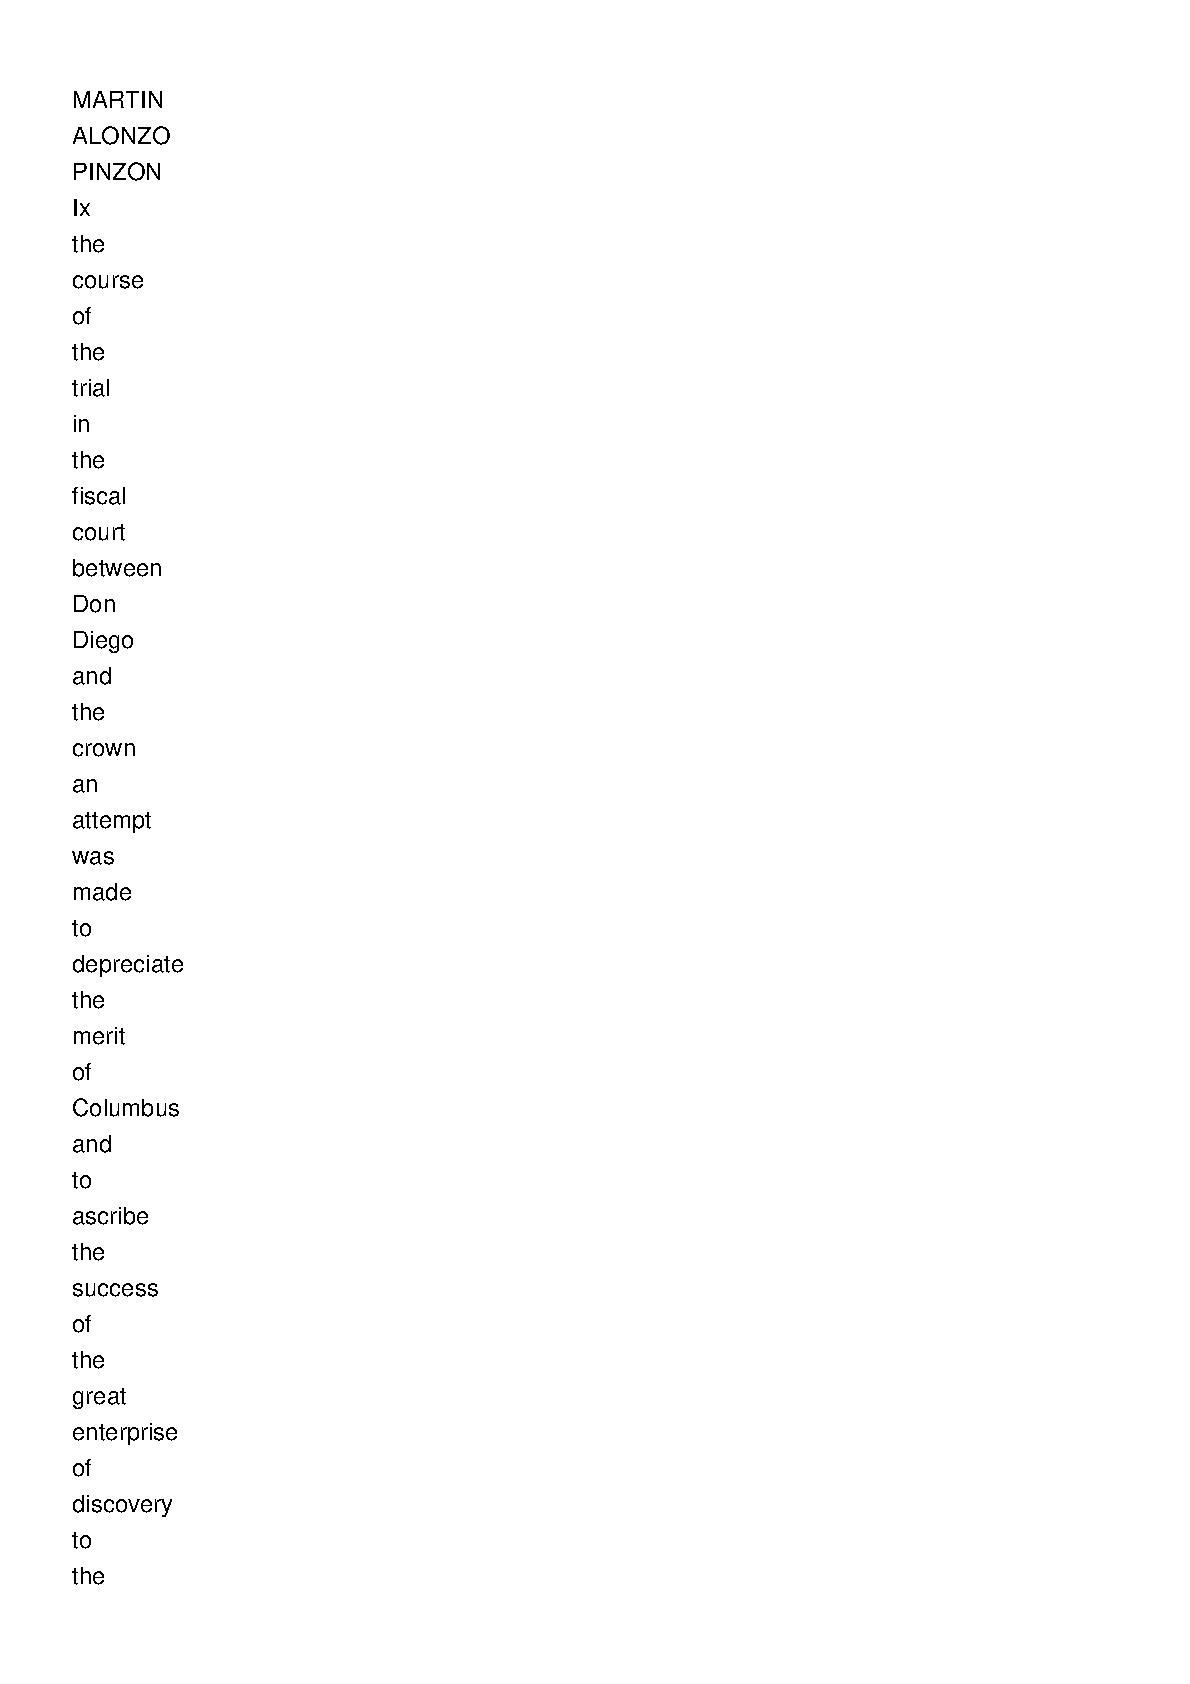 MARTIN
ALONZO
PINZON
Ix
the
course
of
the
trial
in
the
fiscal
court
between
Don
Diego
and
the
crown
an
attempt
was
made
to
depreciate
the
merit
of
Columbus
and
to
ascribe
the
success
of
the
great
enterprise
of
discovery
to
the